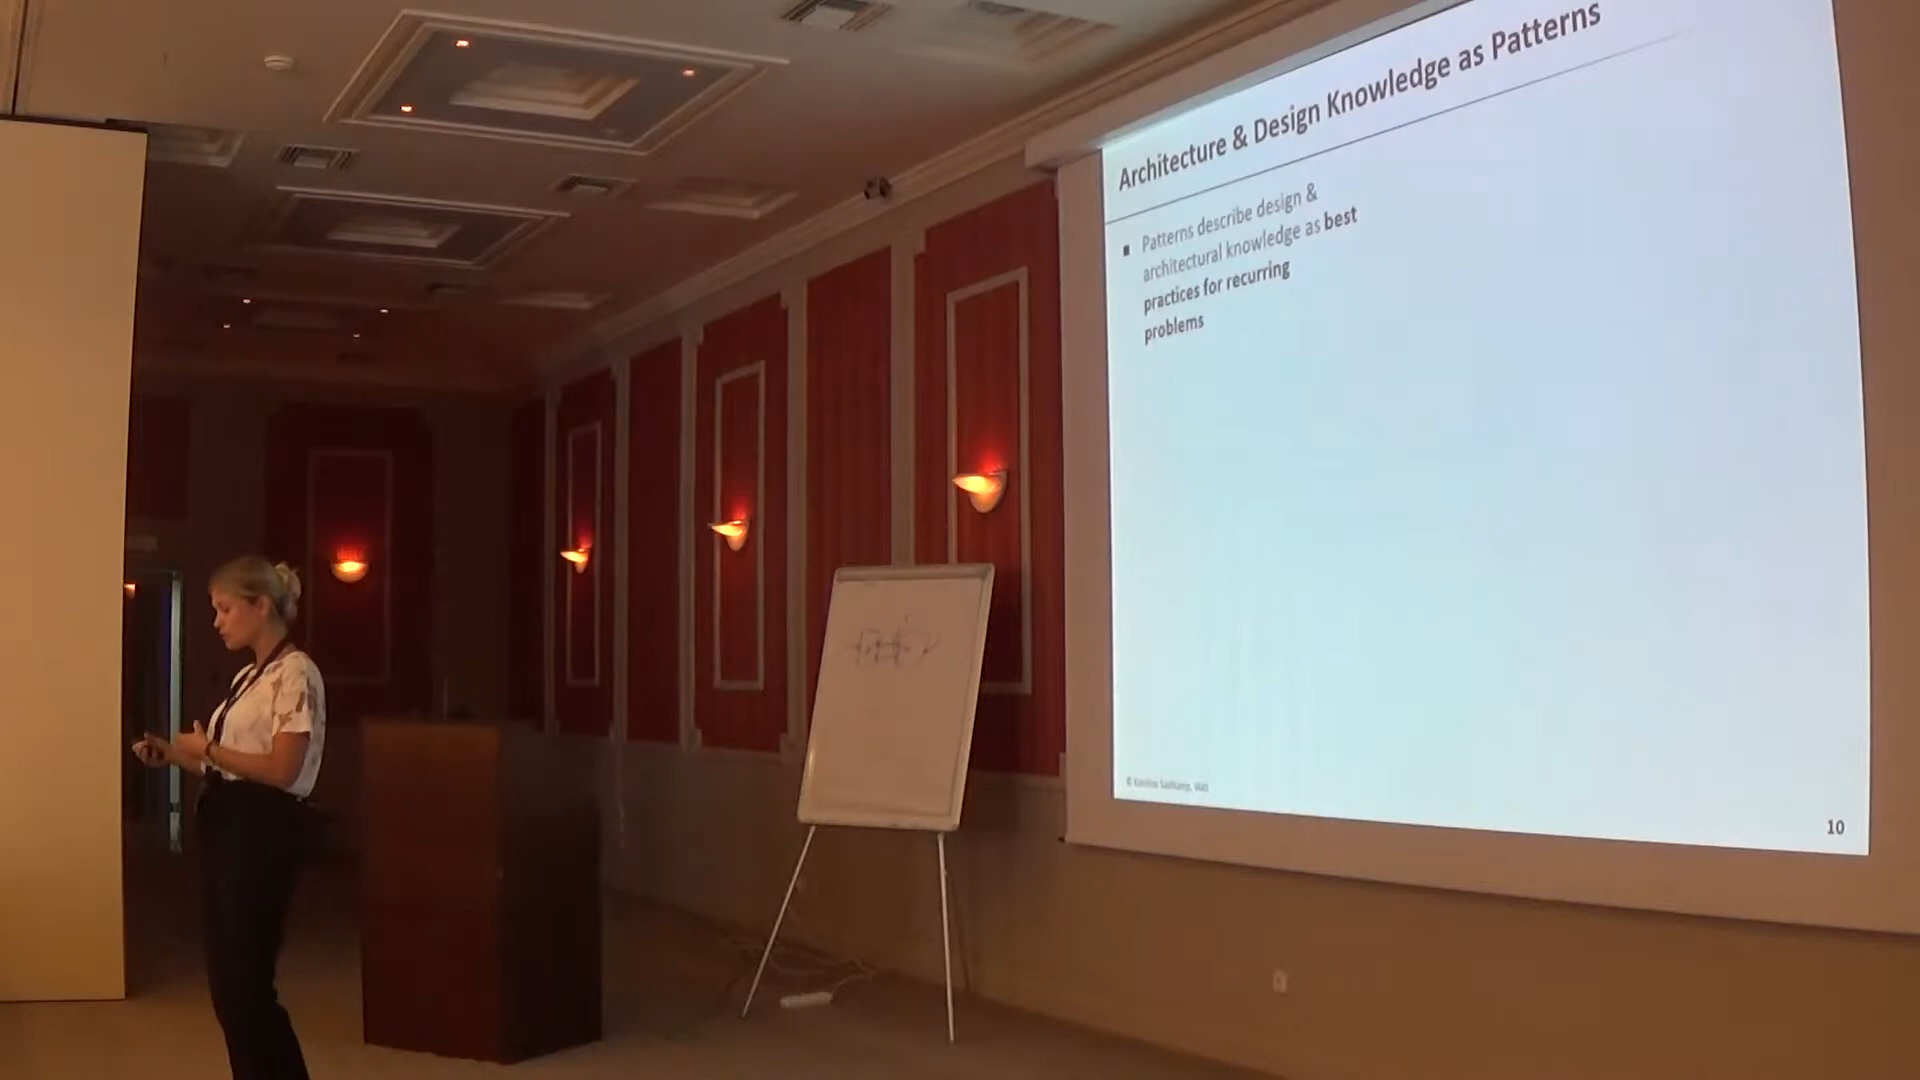 Architecture & Design Knowledge as Patterns
▪ Patterns describe design &
architectural knowledge as best
practices for recurring
problems
10